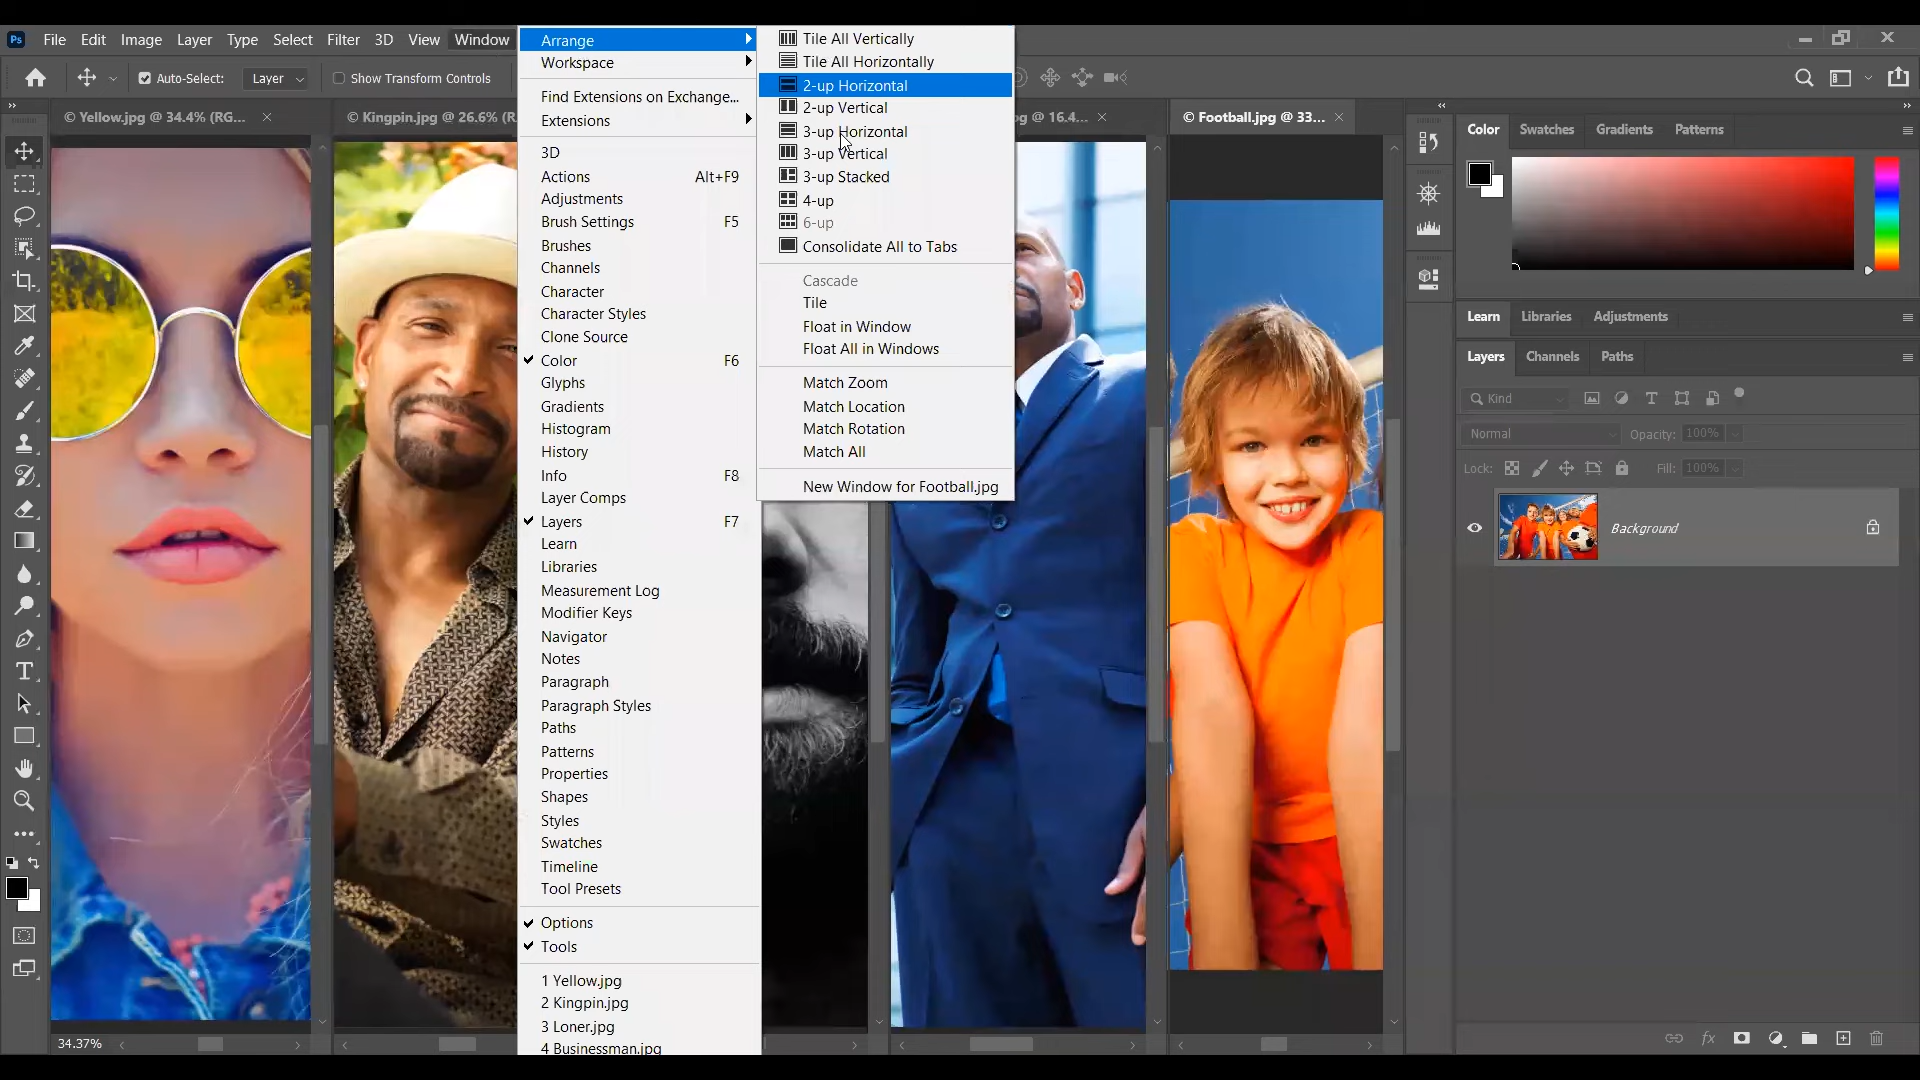 Ps File Edit Image Layer Type Select Filter 3D View Window
Auto-Select: Layer Show Transform Controls
© Yellow.jpg @ 34.4% (RG...
© Kingpin.jpg @ 26.6% (R
.jpg @ 16.4...
© Football.jpg @ 33...
Arrange
Workspace
Find Extensions on Exchange...
Extensions
3D
Actions Alt+F9
Adjustments
Brush Settings F5
Brushes
Channels
Character
Character Styles
Clone Source
Color F6
Glyphs
Gradients
Histogram
History
Info F8
Layer Comps
Layers F7
Learn
Libraries
Measurement Log
Modifier Keys
Navigator
Notes
Paragraph
Paragraph Styles
Paths
Patterns
Properties
Shapes
Styles
Swatches
Timeline
Tool Presets
Options
Tools
1 Yellow.jpg
2 Kingpin.jpg
3 Loner.jpg
4 Businessman.jpg
Tile All Vertically
Tile All Horizontally
2-up Horizontal
2-up Vertical
3-up Horizontal
3-up Vertical
3-up Stacked
4-up
6-up
Consolidate All to Tabs
Cascade
Tile
Float in Window
Float All in Windows
Match Zoom
Match Location
Match Rotation
Match All
New Window for Football.jpg
Color Swatches Gradients Patterns
Learn Libraries Adjustments
Layers Channels Paths
Kind
Normal Opacity: 100%
Lock: Fill: 100%
Background
34.37%